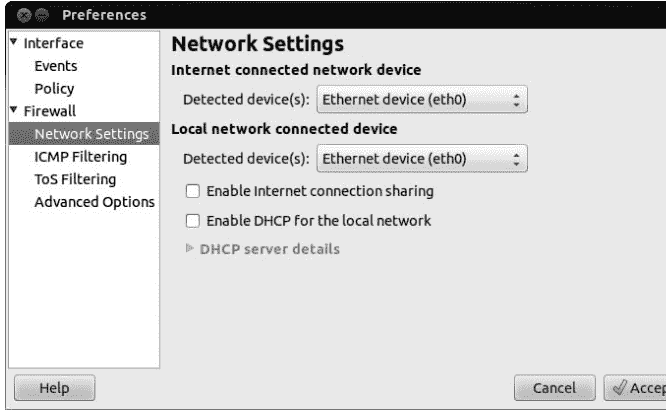 Preferences
Interface
Events
Policy
Firewall
Network Settings
ICMP Filtering
ToS Filtering
Advanced Options
Network Settings
Internet connected network device
Detected device(s): Ethernet device (eth0)
Local network connected device
Detected device(s): Ethernet device (eth0)
Enable Internet connection sharing
Enable DHCP for the local network
DHCP server details
Help
Cancel
Accep